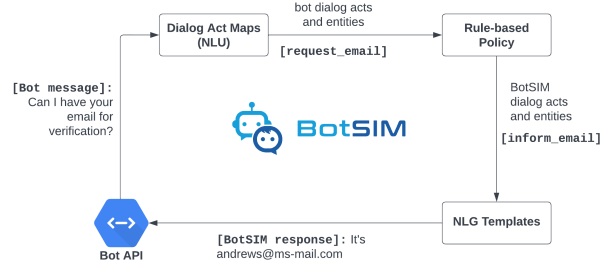 bot dialog acts
and entities
Dialog Act Maps
(NLU)
[request_email]
Rule-based
Policy
[Bot message]:
Can I have your
email for
verification?
BotSIM
dialog acts
and entities
[inform_email]
BotSIM
NLG Templates
[BotSIM response]: It's
andrews@ms-mail.com
Bot API